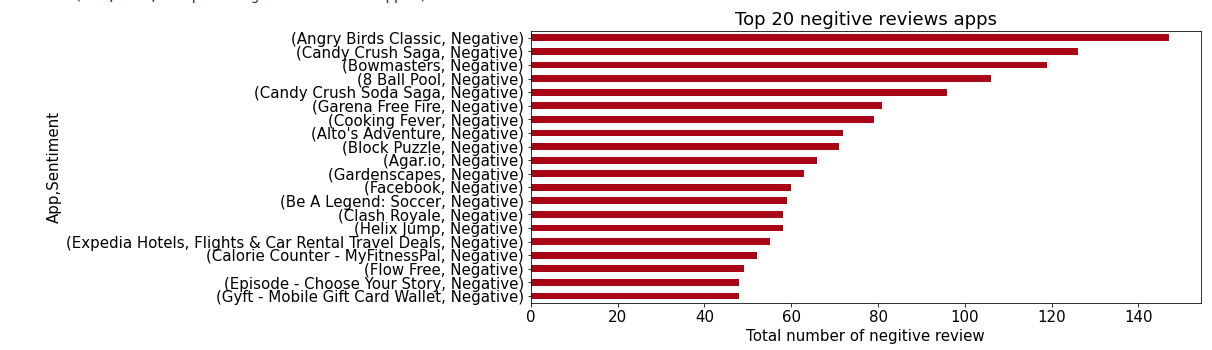 Top 20 negitive reviews apps
(Angry Birds Classic, Negative)
(Candy Crush Saga, Negative)
(Bowmasters, Negative)
(8 Ball Pool, Negative)
(Candy Crush Soda Saga, Negative)
(Garena Free Fire, Negative)
(Cooking Fever, Negative)
(Alto's Adventure, Negative)
(Block Puzzle, Negative)
(Agar.io, Negative)
(Gardenscapes, Negative)
(Facebook, Negative)
(Be A Legend: Soccer, Negative)
(Clash Royale, Negative)
(Helix Jump, Negative)
(Expedia Hotels, Flights & Car Rental Travel Deals, Negative)
(Calorie Counter - MyFitnessPal, Negative)
(Flow Free, Negative)
(Episode - Choose Your Story, Negative)
(Gyft - Mobile Gift Card Wallet, Negative)
App,Sentiment
0 20 40 60 80 100 120 140
Total number of negitive review